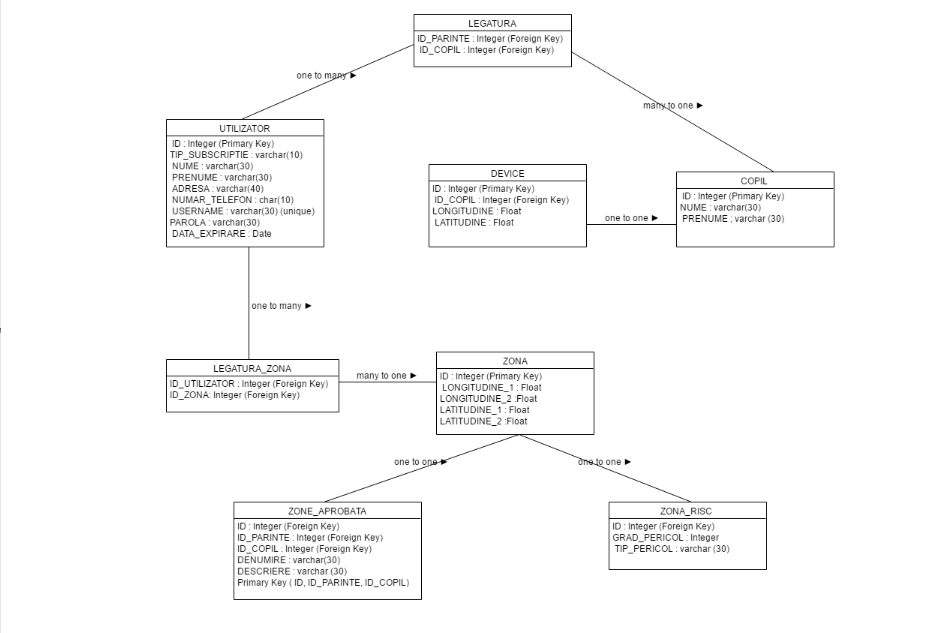 LEGATURA
ID_PARINTE : Integer (Foreign Key)
ID_COPIL : Integer (Foreign Key)
one to many ►
many to one ►
UTILIZATOR
ID : Integer (Primary Key)
TIP_SUBSCRIPTIE : varchar(10)
NUME : varchar(30)
PRENUME : varchar(30)
ADRESA : varchar(40)
NUMAR_TELEFON : char(10)
USERNAME : varchar(30) (unique)
PAROLA : varchar(30)
DATA_EXPIRARE : Date
DEVICE
ID : Integer (Primary Key)
ID_COPIL : Integer (Foreign Key)
LONGITUDINE : Float
LATITUDINE : Float
one to one ►
COPIL
ID : Integer (Primary Key)
NUME : varchar(30)
PRENUME ; varchar (30)
one to many ►
LEGATURA_ZONA
ID_UTILIZATOR : Integer (Foreign Key)
ID_ZONA: Integer (Foreign Key)
many to one ►
ZONA
ID : Integer (Primary Key)
LONGITUDINE_1 : Float
LONGITUDINE_2 :Float
LATITUDINE_1 : Float
LATITUDINE_2 :Float
one to one ►
one to one ►
ZONE_APROBATA
ID : Integer (Foreign Key)
ID_PARINTE : Integer (Foreign Key)
ID_COPIL : Integer (Foreign Key)
DENUMIRE : varchar(30)
DESCRIERE : varchar (30)
Primary Key ( ID, ID_PARINTE, ID_COPIL)
ZONA_RISC
ID : Integer (Foreign Key)
GRAD_PERICOL : Integer
TIP_PERICOL : varchar (30)